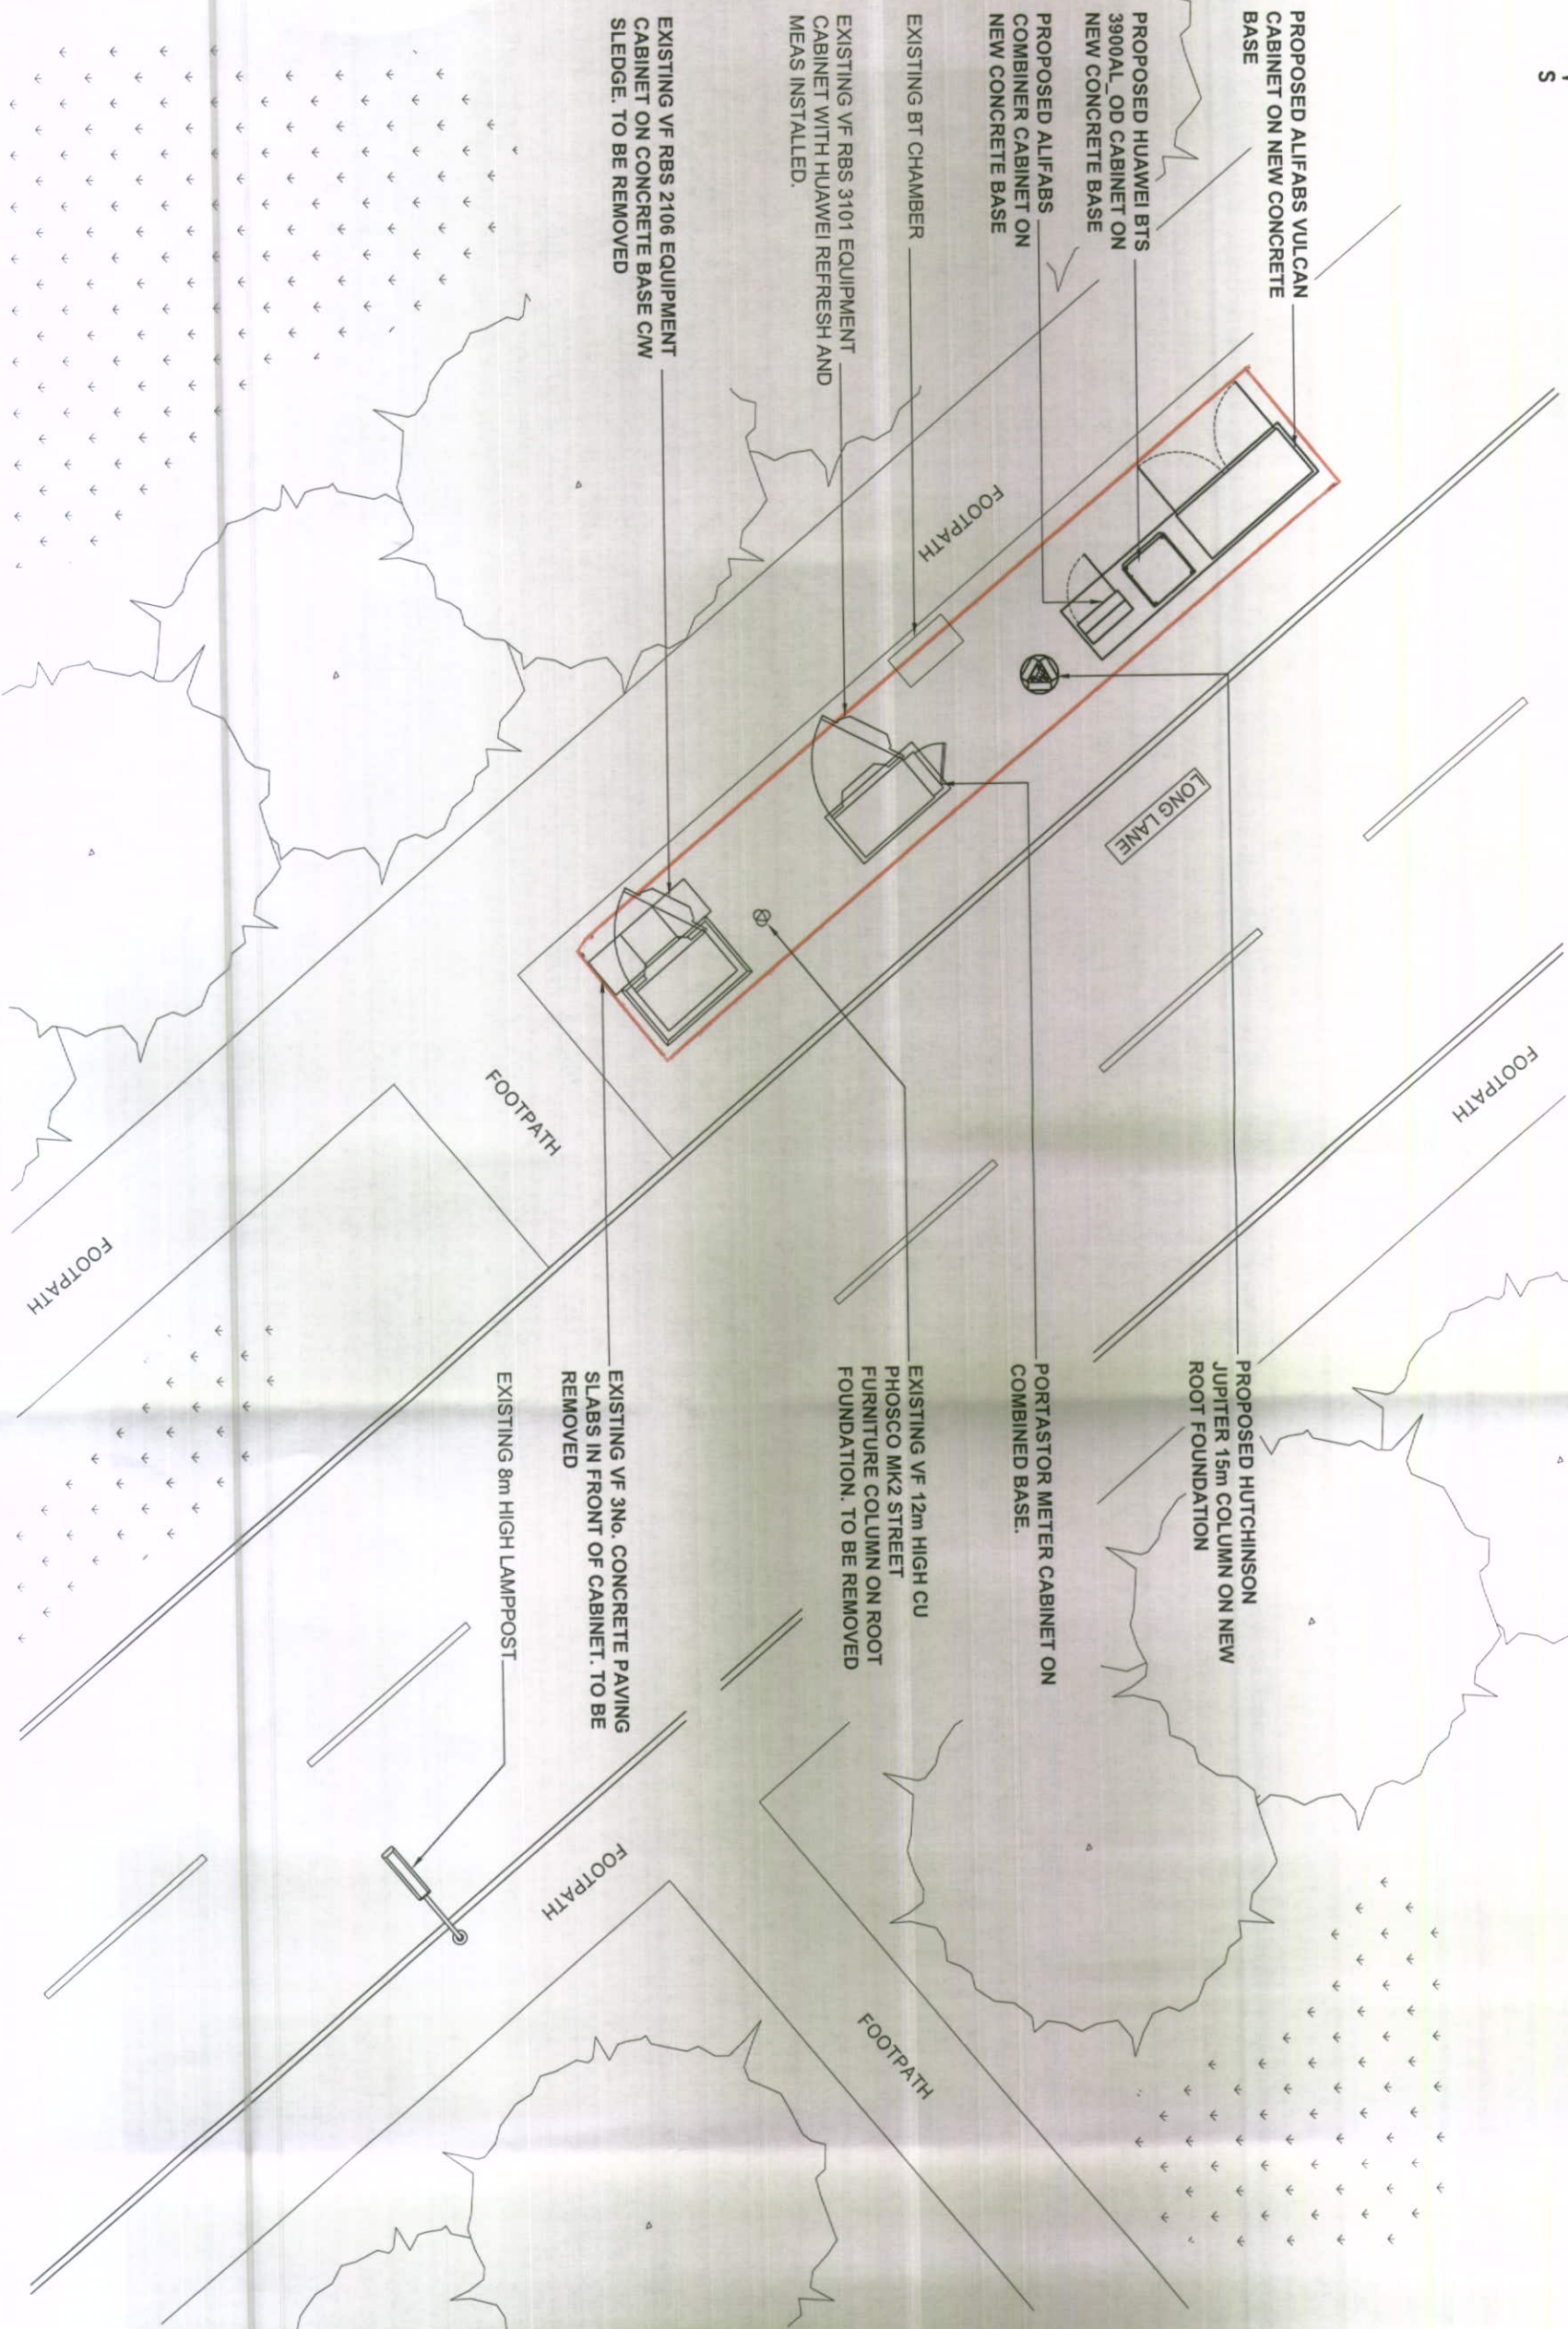 S
PROPOSED ALIFABS VULCAN
CABINET ON NEW CONCRETE
BASE
PROPOSED HUAWEI BTS
3900AL_OD CABINET ON
NEW CONCRETE BASE
PROPOSED ALIFABS
COMBINER CABINET ON
NEW CONCRETE BASE
EXISTING BT CHAMBER
EXISTING VF RBS 3101 EQUIPMENT
CABINET WITH HUAWEI REFRESH AND
MEAS INSTALLED.
EXISTING VF RBS 2106 EQUIPMENT
CABINET ON CONCRETE BASE C/W
SLEDGE. TO BE REMOVED
FOOTPATH
LONG LANE
FOOTPATH
FOOTPATH
FOOTPATH
PROPOSED HUTCHINSON
JUPITER 15m COLUMN ON NEW
ROOT FOUNDATION
PORTASTOR METER CABINET ON
COMBINED BASE.
EXISTING VF 12m HIGH CU
PHOSCO MK2 STREET
FURNITURE COLUMN ON ROOT
FOUNDATION. TO BE REMOVED
EXISTING VF 3No. CONCRETE PAVING
SLABS IN FRONT OF CABINET. TO BE
REMOVED
EXISTING 8m HIGH LAMPPOST
FOOTPATH
FOOTPATH